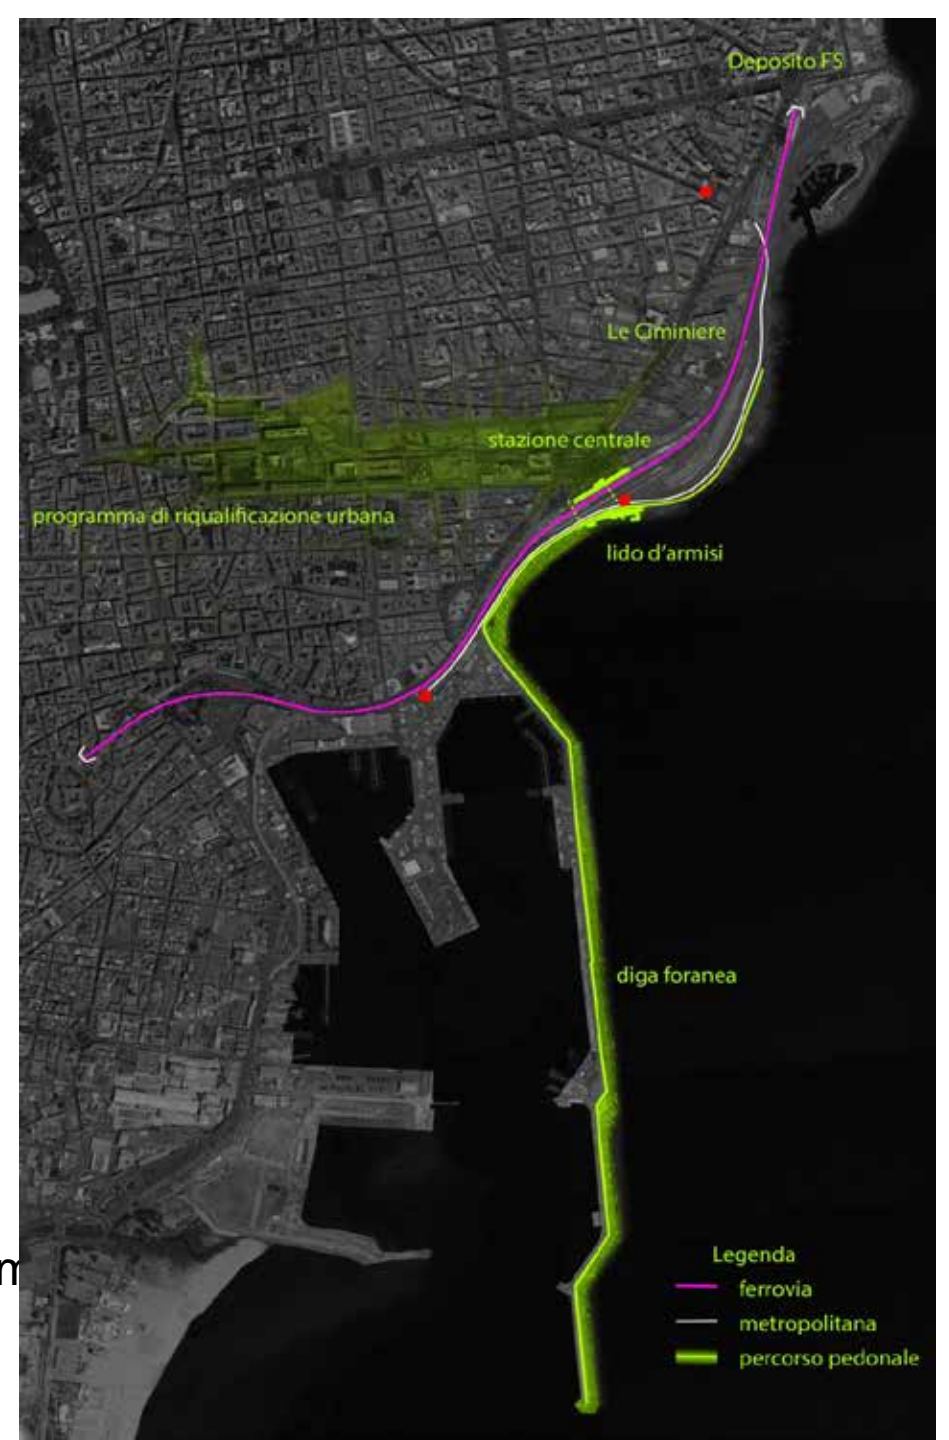 Deposito FS
Le Ciminiere
stazione centrale
programma di riqualificazione urbana
lido d'armisi
diga foranea
m
Legenda
ferrovia
metropolitana
percorso pedonale